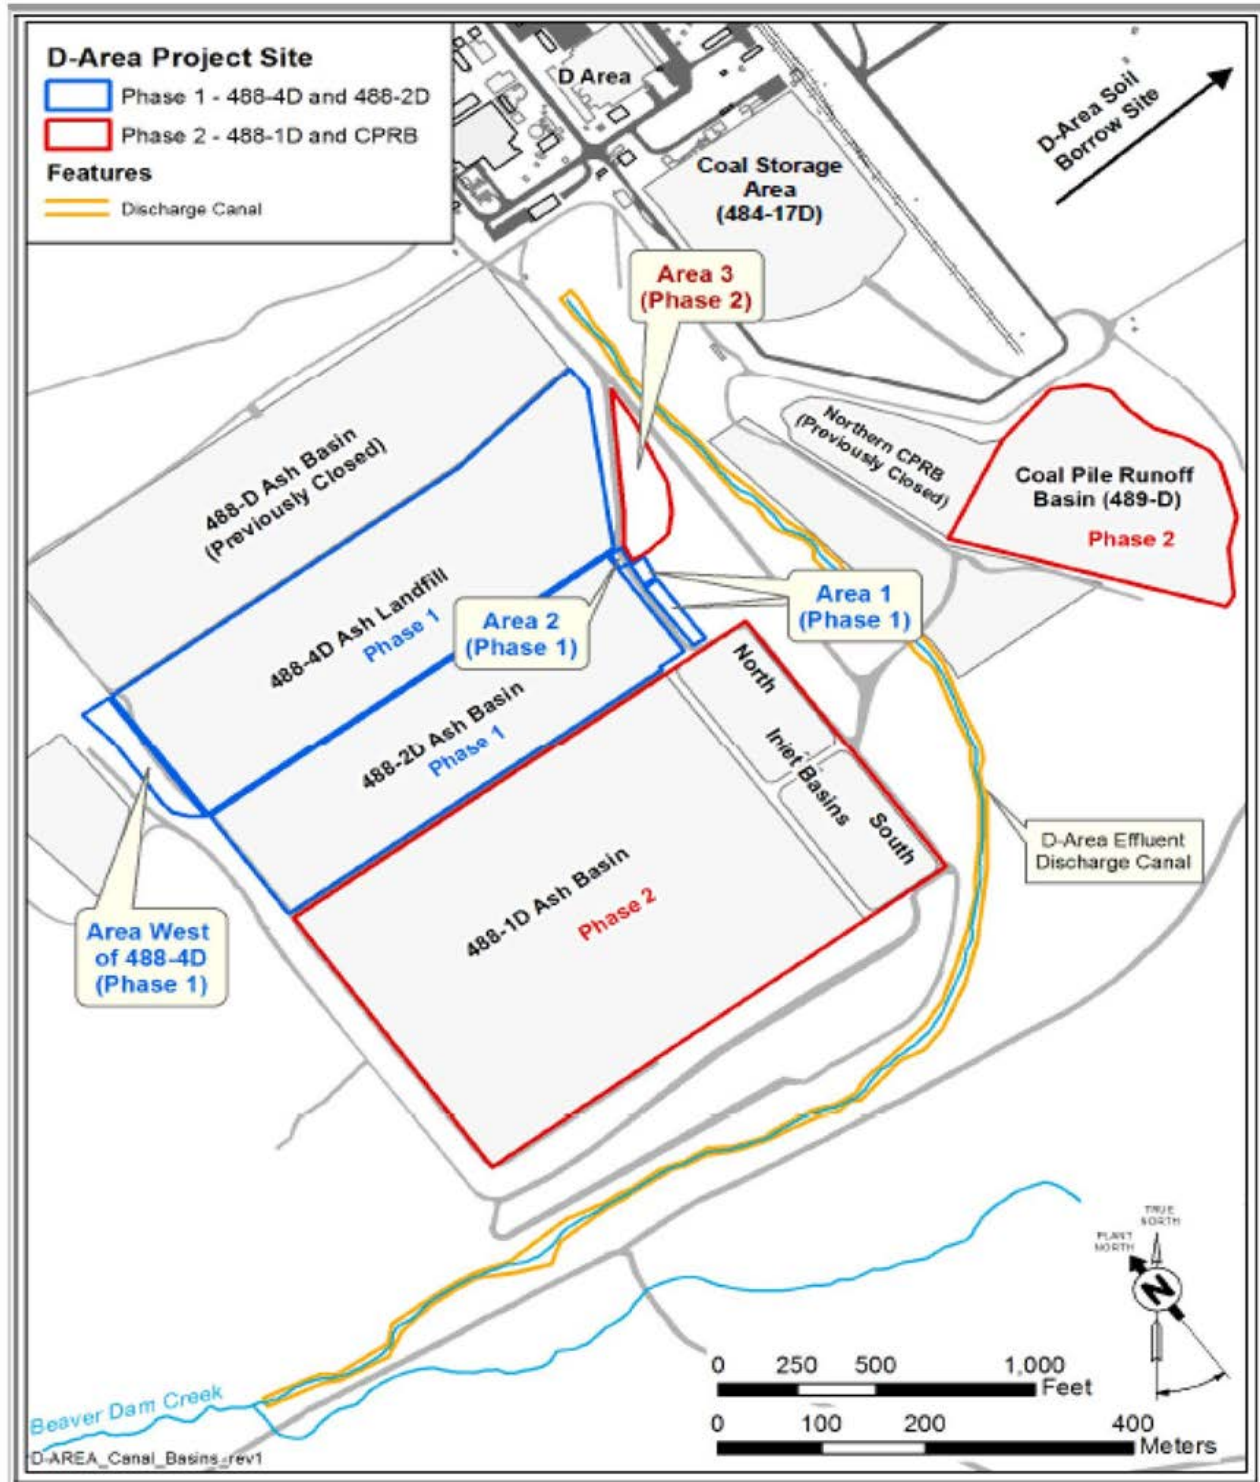 D-Area Project Site
Phase 1 - 488-4D and 488-2D
Phase 2 - 488-1D and CPRB
Features
Discharge Canal
D Area
Coal Storage
Area
(484-17D)
D-Area Soil
Borrow Site
Area 3
(Phase 2)
488-D Ash Basin
(Previously Closed)
Northern CPRB
(Previously Closed)
Coal Pile Runoff
Basin (489-D)
Phase 2
488-4D Ash Landfill
Phase 1
Area 2
(Phase 1)
Area 1
(Phase 1)
488-2D Ash Basin
Phase 1
North
Inlet Basins
South
D-Area Effluent
Discharge Canal
488-1D Ash Basin
Phase 2
Area West
of 488-4D
(Phase 1)
TRUE
NORTH
PLANT
NORTH
N
0 250 500 1,000
Feet
0 100 200 400
Meters
Beaver Dam Creek
D-AREA_Canal_Basins_rev1